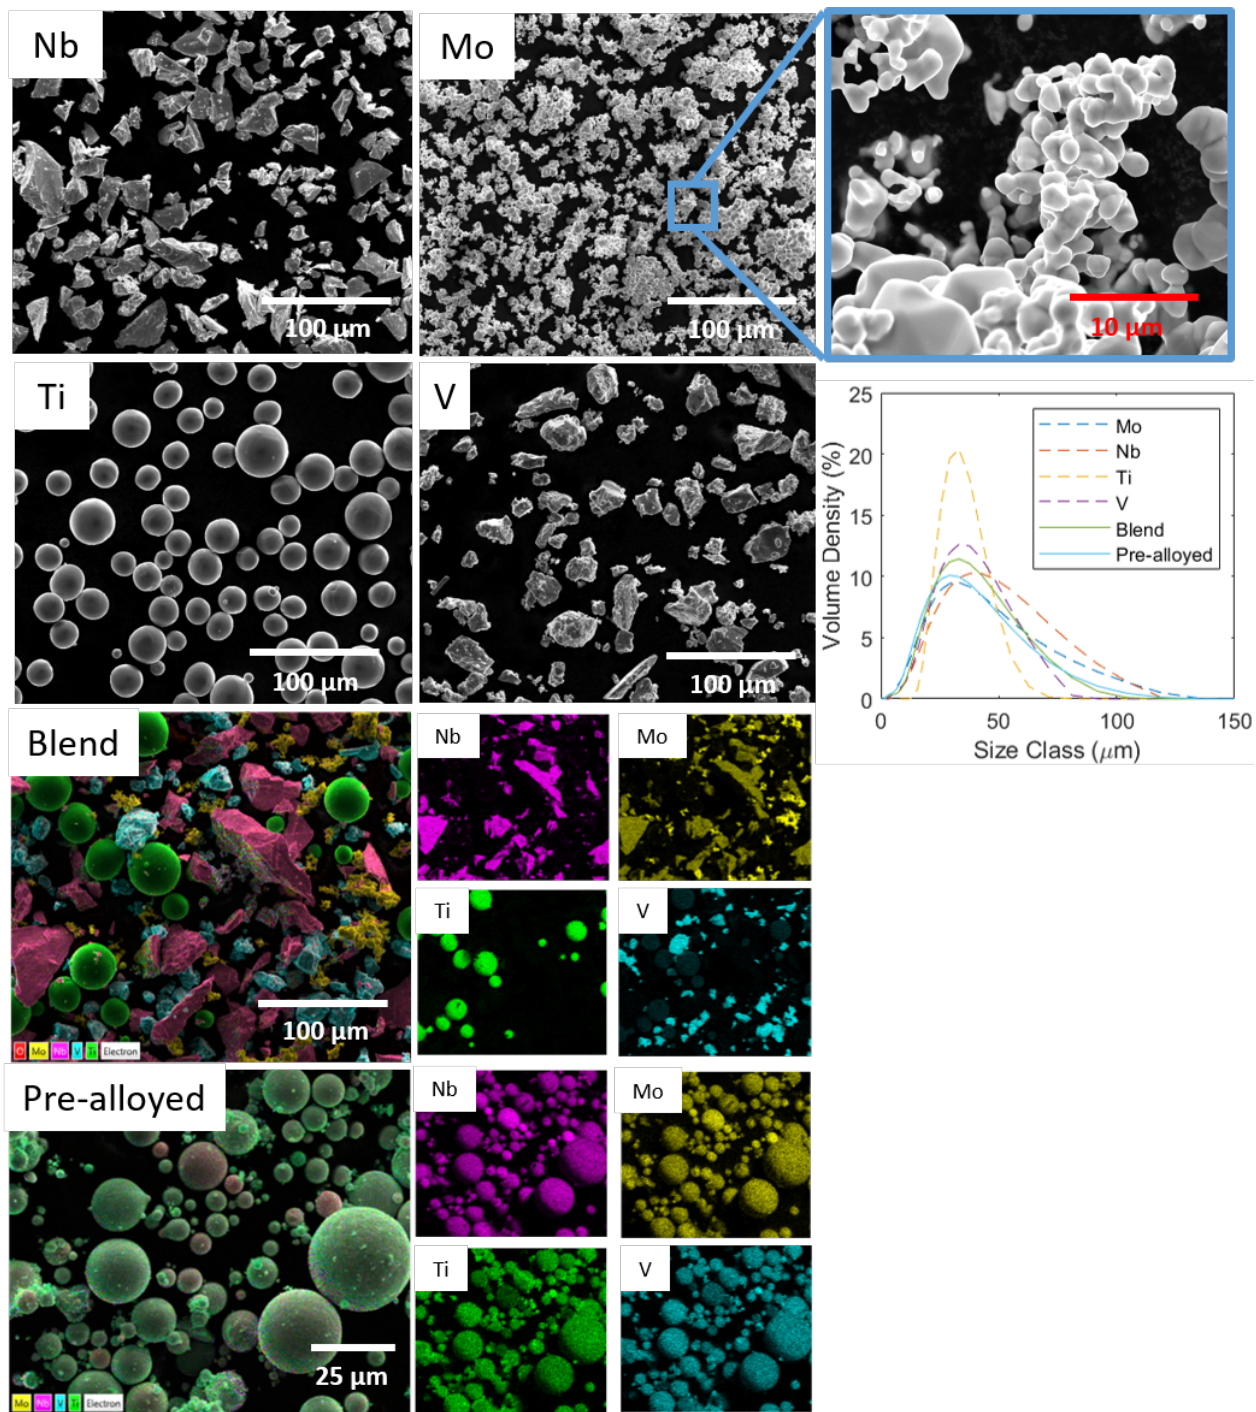 Nb
Mo
100 μm
100 μm
10 μm
Ti
V
100 μm
100 μm
25
20
15
10
5
0
0
50
100
150
Volume Density (%)
Size Class (μm)
Mo
Nb
Ti
V
Blend
Pre-alloyed
Blend
100 μm
O Mo Nb V Ti Electron
Nb
Mo
Ti
V
Pre-alloyed
25 μm
Mo Nb V Ti Electron
Nb
Mo
Ti
V